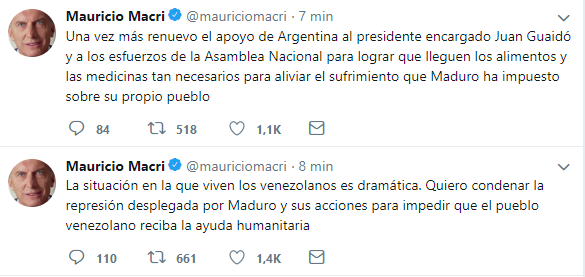 Mauricio Macri @mauriciomacri · 7 min
Una vez más renuevo el apoyo de Argentina al presidente encargado Juan Guaidó
y a los esfuerzos de la Asamblea Nacional para lograr que lleguen los alimentos y
las medicinas tan necesarios para aliviar el sufrimiento que Maduro ha impuesto
sobre su propio pueblo
84 518 1,1K
Mauricio Macri @mauriciomacri · 8 min
La situación en la que viven los venezolanos es dramática. Quiero condenar la
represión desplegada por Maduro y sus acciones para impedir que el pueblo
venezolano reciba la ayuda humanitaria
110 661 1,4K